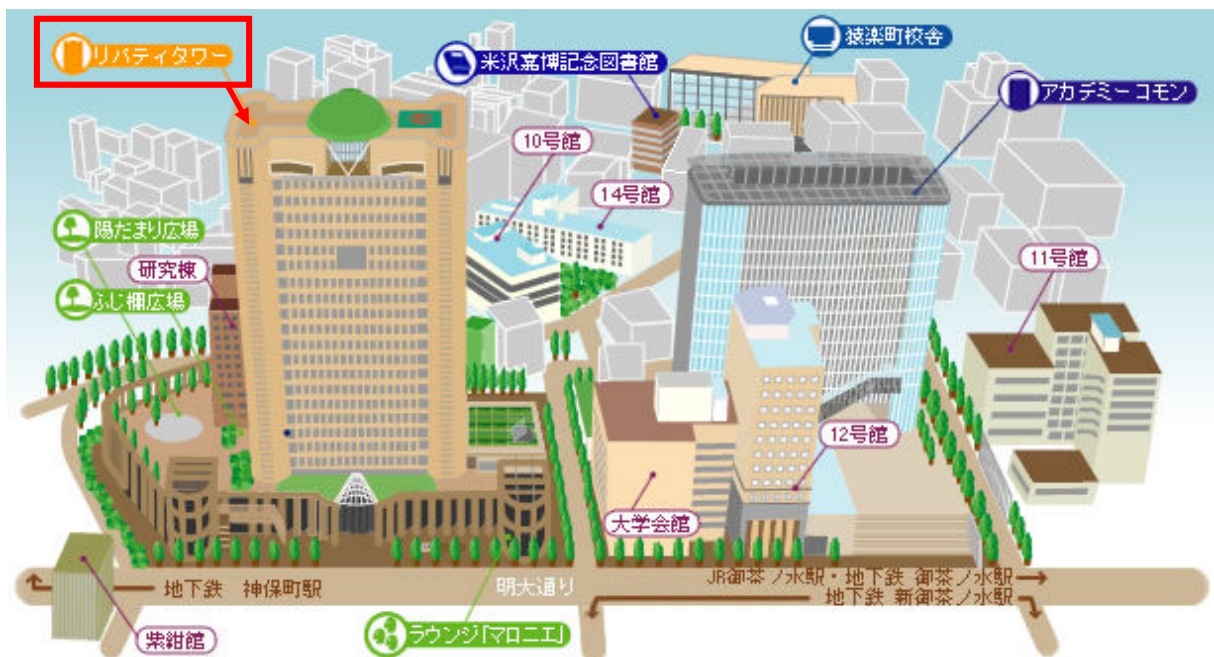 リバティタワー
米沢嘉博記念図書館
猿楽町校舎
アカデミーコモン
10号館
14号館
陽だまり広場
研究棟
ふじ棚広場
11号館
12号館
大学会館
地下鉄 神保町駅
明大通り
JR御茶ノ水駅・地下鉄 御茶ノ水駅
地下鉄 新御茶ノ水駅
紫紺館
ラウンジ「マロニエ」